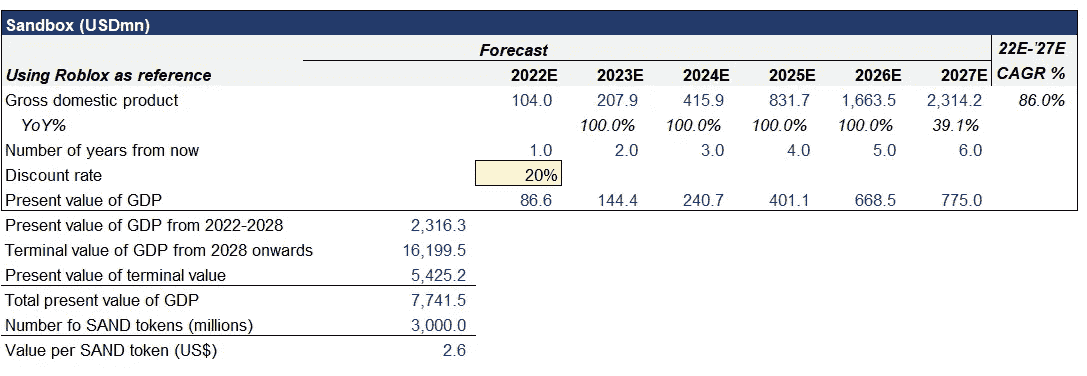 Sandbox (USDmn)
Forecast 22E-'27E
Using Roblox as reference 2022E 2023E 2024E 2025E 2026E 2027E CAGR %
Gross domestic product 104.0 207.9 415.9 831.7 1,663.5 2,314.2 86.0%
YoY% 100.0% 100.0% 100.0% 100.0% 39.1%
Number of years from now 1.0 2.0 3.0 4.0 5.0 6.0
Discount rate 20%
Present value of GDP 86.6 144.4 240.7 401.1 668.5 775.0
Present value of GDP from 2022-2028 2,316.3
Terminal value of GDP from 2028 onwards 16,199.5
Present value of terminal value 5,425.2
Total present value of GDP 7,741.5
Number fo SAND tokens (millions) 3,000.0
Value per SAND token (US$) 2.6